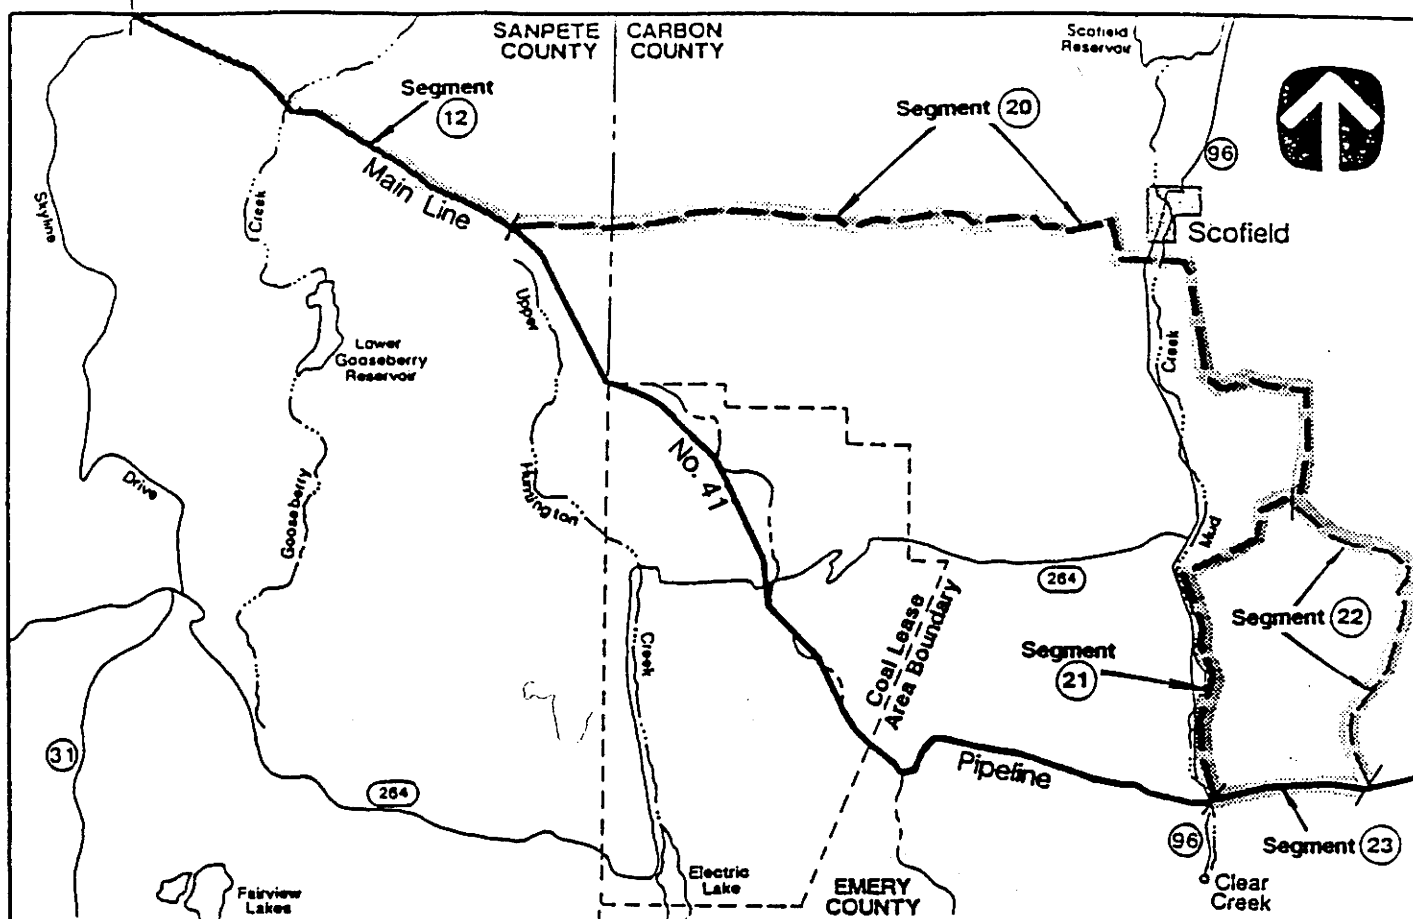 SANPETE
COUNTY
CARBON
COUNTY
Scofield
Reservoir
Segment
12
Segment 20
96
Main Line
Skyline
Creek
Scofield
Upper
Lower
Gooseberry
Reservoir
Creek
No. 41
Drive
Gooseberry
Huntington
Mud
264
Coal Lease
Area Boundary
Segment 22
Segment
21
Creek
31
Pipeline
264
96
Segment 23
Electric
Lake
EMERY
COUNTY
Clear
Creek
Fairview
Lakes